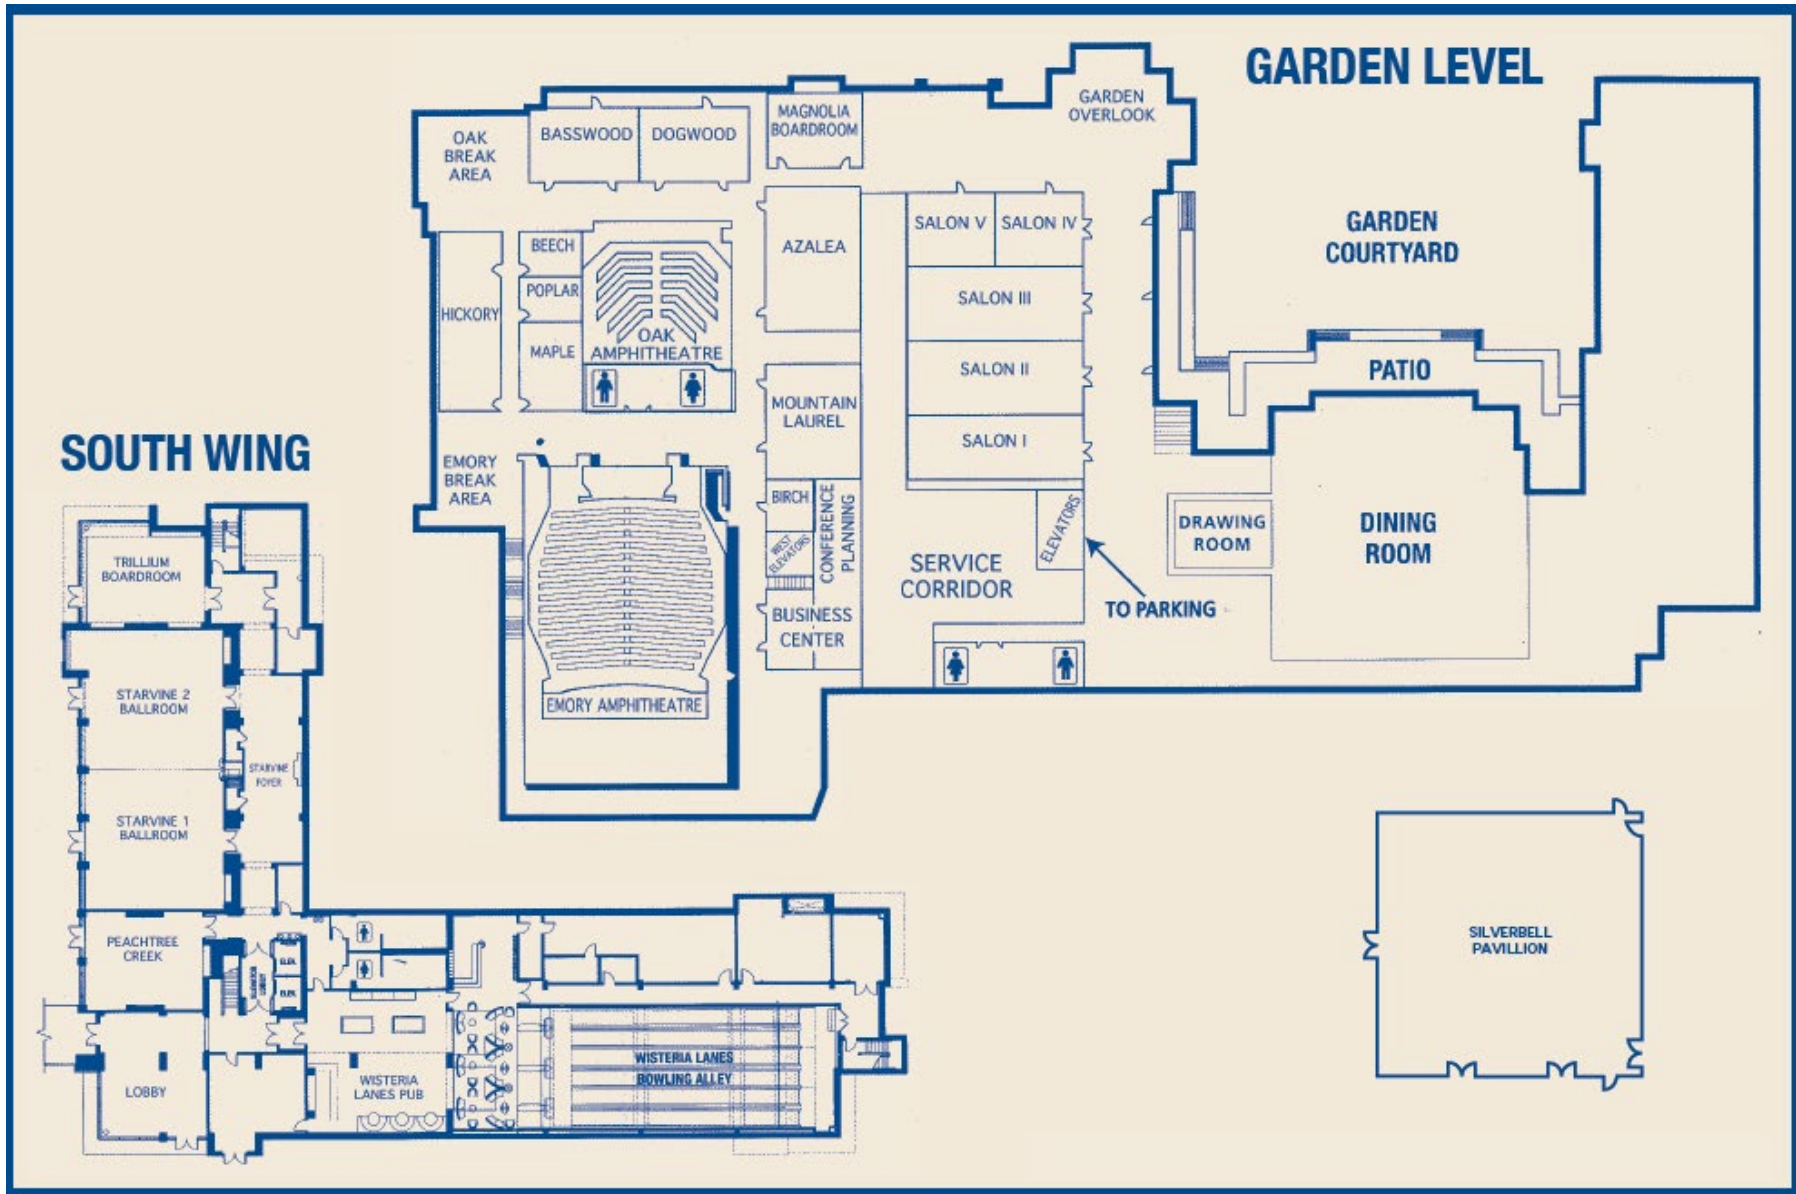 GARDEN LEVEL
GARDEN
OVERLOOK
MAGNOLIA
BOARDROOM
OAK
BREAK
AREA
BASSWOOD
DOGWOOD
SALON V
SALON IV
GARDEN
COURTYARD
BEECH
AZALEA
POPLAR
SALON III
HICKORY
OAK
AMPHITHEATRE
MAPLE
SALON II
PATIO
MOUNTAIN
LAUREL
SALON I
SOUTH WING
EMORY
BREAK
AREA
BIRCH
CONFERENCE
PLANNING
ELEVATORS
DRAWING
ROOM
DINING
ROOM
WEST
ELEVATORS
SERVICE
CORRIDOR
TO PARKING
BUSINESS
CENTER
TRILLIUM
BOARDROOM
EMORY AMPHITHEATRE
STARVINE 2
BALLROOM
STARVINE
FOYER
STARVINE 1
BALLROOM
PEACHTREE
CREEK
ELEVATOR
LOBBY
ELEV.
ELEV.
SILVERBELL
PAVILLION
LOBBY
WISTERIA
LANES PUB
WISTERIA LANES
BOWLING ALLEY